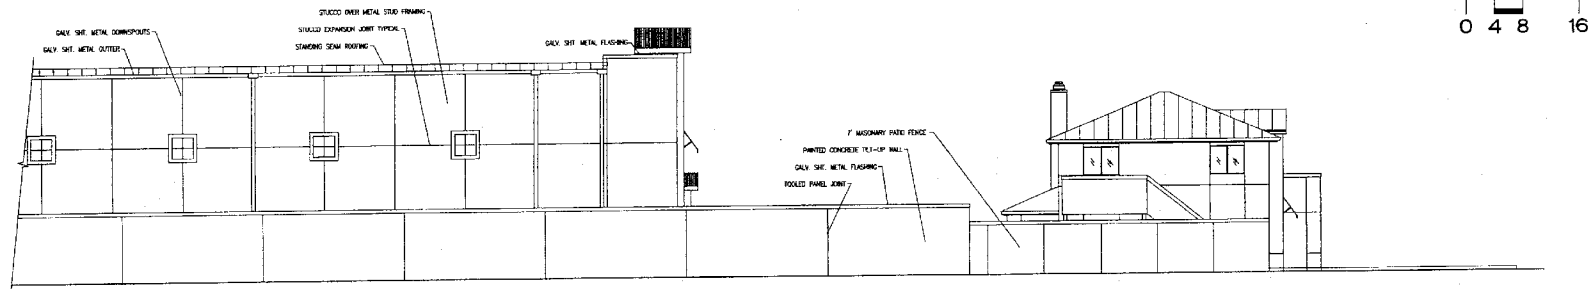 0 4 8 16
STUCCO OVER METAL STUD FRAMING
GALV. SHT. METAL DOWNSPOUTS
STUCCO EXPANSION JOINT TYPICAL
GALV. SHT. METAL GUTTER
STANDING SEAM ROOFING
GALV. SHT. METAL FLASHING
7' MASONARY PATIO FENCE
PAINTED CONCRETE TILT-UP WALL
GALV. SHT. METAL FLASHING
TOOLED PANEL JOINT